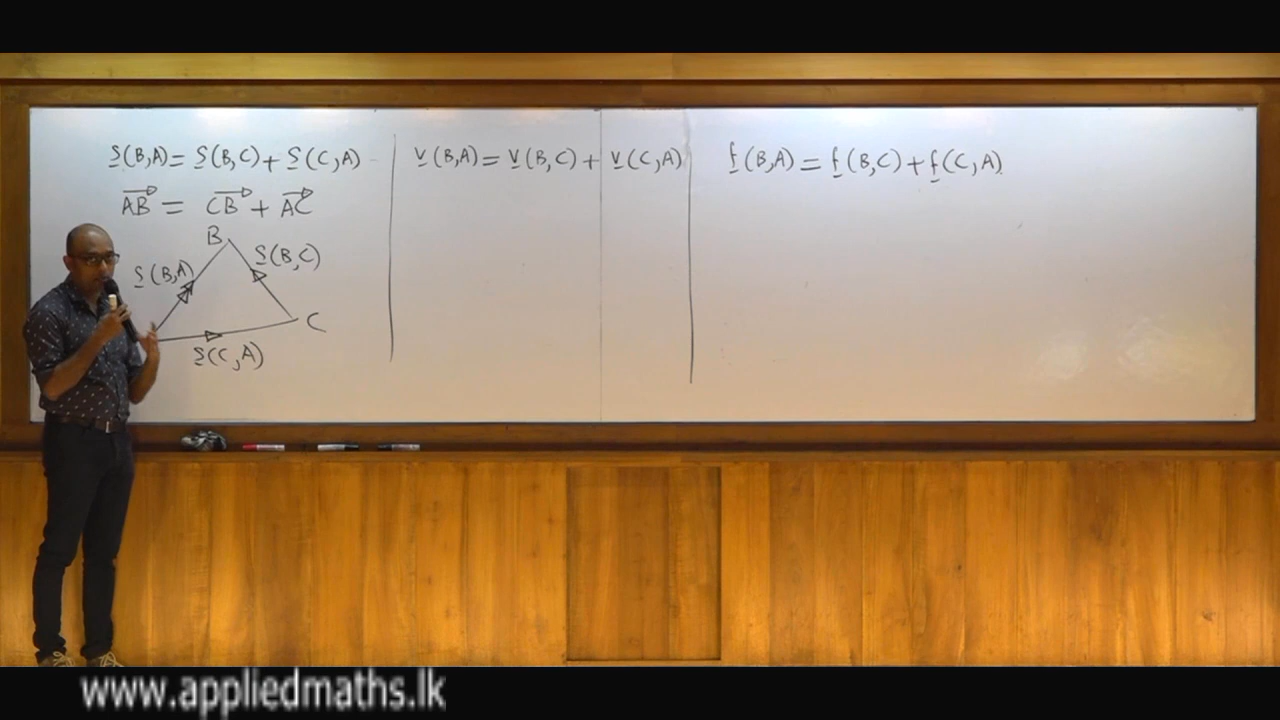 S(B,A) = S(B,C) + S(C,A)
AB = CB + AC
B
S(B,A)
S(B,C)
C
S(C,A)
v(B,A) = v(B,C) + v(C,A)
f(B,A) = f(B,C) + f(C,A)
www.appliedmaths.lk